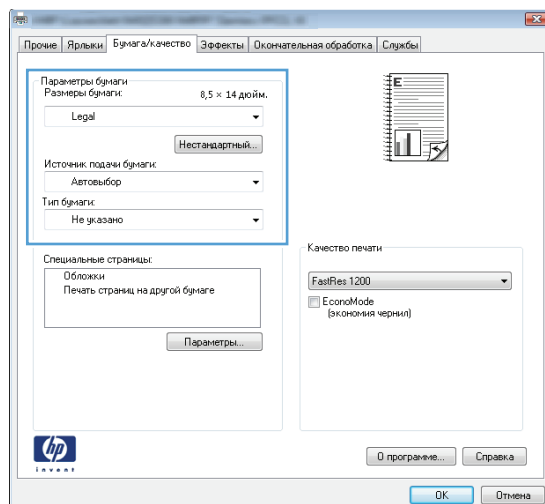 Прочие Ярлыки Бумага/качество Эффекты Окончательная обработка Службы
Параметры бумаги
Размеры бумаги: 8,5 × 14 дюйм.
Legal
Нестандартный...
Источник подачи бумаги:
Автовыбор
Тип бумаги:
Не указано
E
Специальные страницы:
Обложки
Печать страниц на другой бумаге
Параметры...
Качество печати
FastRes 1200
EconoMode
(экономия чернил)
hp
invent
О программе... Справка
OK Отмена